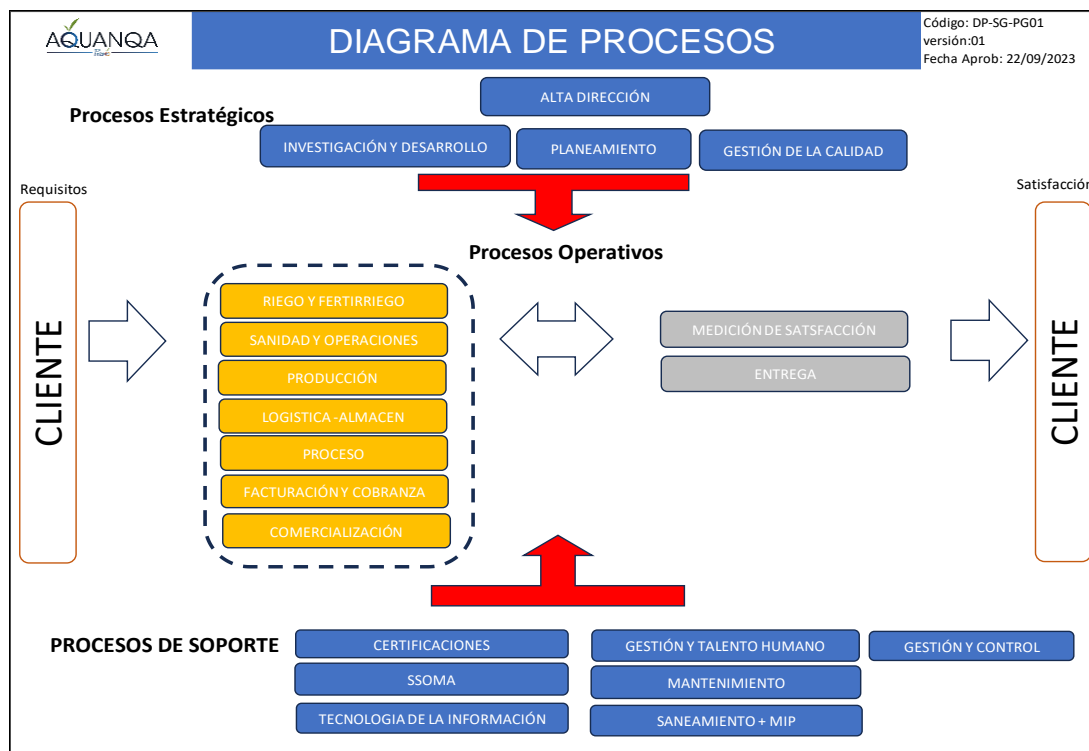 AQUANQA
DIAGRAMA DE PROCESOS
Código: DP-SG-PG01
versión:01
Fecha Aprob: 22/09/2023
ALTA DIRECCIÓN
Procesos Estratégicos
INVESTIGACIÓN Y DESARROLLO
PLANEAMIENTO
GESTIÓN DE LA CALIDAD
Requisitos
Satisfacción
Procesos Operativos
CLIENTE
RIEGO Y FERTIRRIEGO
SANIDAD Y OPERACIONES
PRODUCCIÓN
LOGISTICA -ALMACEN
PROCESO
FACTURACIÓN Y COBRANZA
COMERCIALIZACIÓN
MEDICIÓN DE SATISFACCIÓN
ENTREGA
CLIENTE
PROCESOS DE SOPORTE
CERTIFICACIONES
GESTIÓN Y TALENTO HUMANO
GESTIÓN Y CONTROL
SSOMA
MANTENIMIENTO
TECNOLOGIA DE LA INFORMACIÓN
SANEAMIENTO + MIP